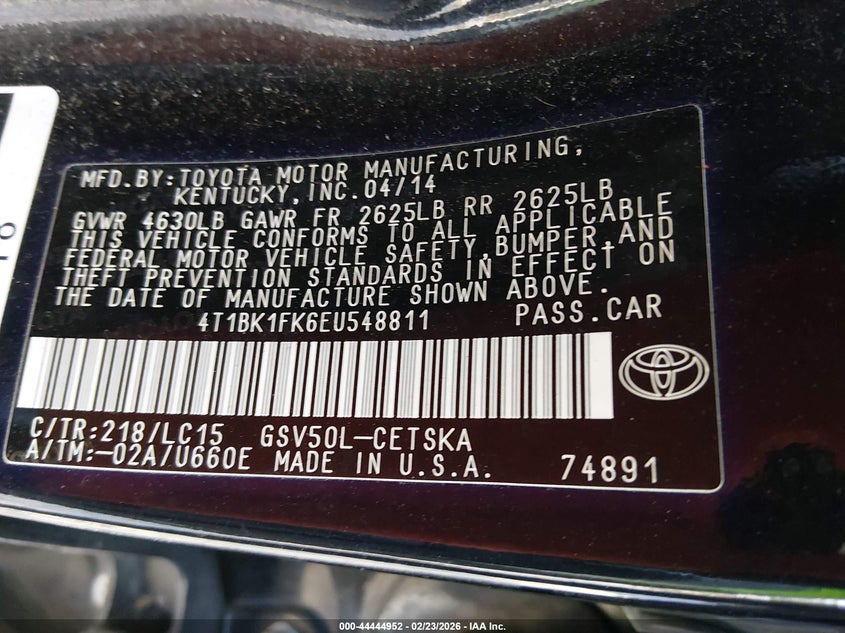 MFD.BY:TOYOTA MOTOR MANUFACTURING,
KENTUCKY,INC.04/14
GVWR 4630LB GAWR FR 2625LB RR 2625LB
THIS VEHICLE CONFORMS TO ALL APPLICABLE
FEDERAL MOTOR VEHICLE SAFETY,BUMPER,AND
THEFT PREVENTION STANDARDS IN EFFECT ON
THE DATE OF MANUFACTURE SHOWN ABOVE.
4T1BK1FK6EU548811 PASS.CAR
C/TR:218/LC15 GSV50L-CETSKA
A/TM:-02A/U660E MADE IN U.S.A. 74891
000-44444952 - 02/23/2026 - IAA Inc.